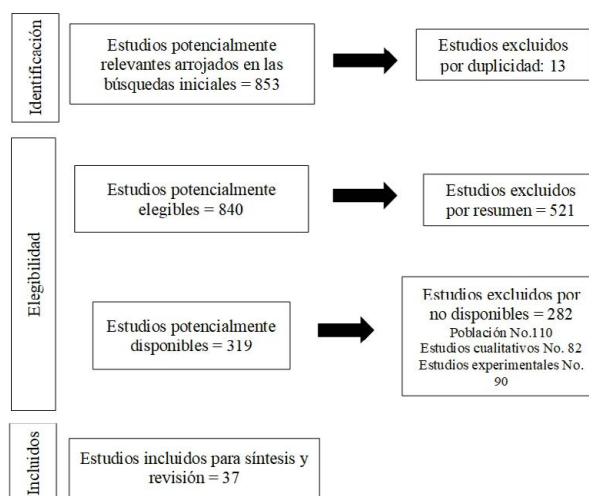 Identificación
Estudios potencialmente
relevantes arrojados en las
búsquedas iniciales = 853
Estudios excluidos
por duplicidad: 13
Elegibilidad
Estudios potencialmente
elegibles = 840
Estudios excluidos
por resumen = 521
Estudios potencialmente
disponibles = 319
Estudios excluidos por
no disponibles = 282
Población No.110
Estudios cualitativos No. 82
Estudios experimentales No.
90
Incluidos
Estudios incluidos para síntesis y
revisión = 37